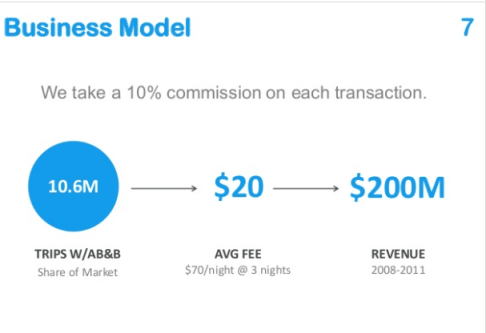 Business Model
7
We take a 10% commission on each transaction.
10.6M
$20
$200M
TRIPS W/AB&B
AVG FEE
REVENUE
Share of Market
$70/night @ 3 nights
2008-2011